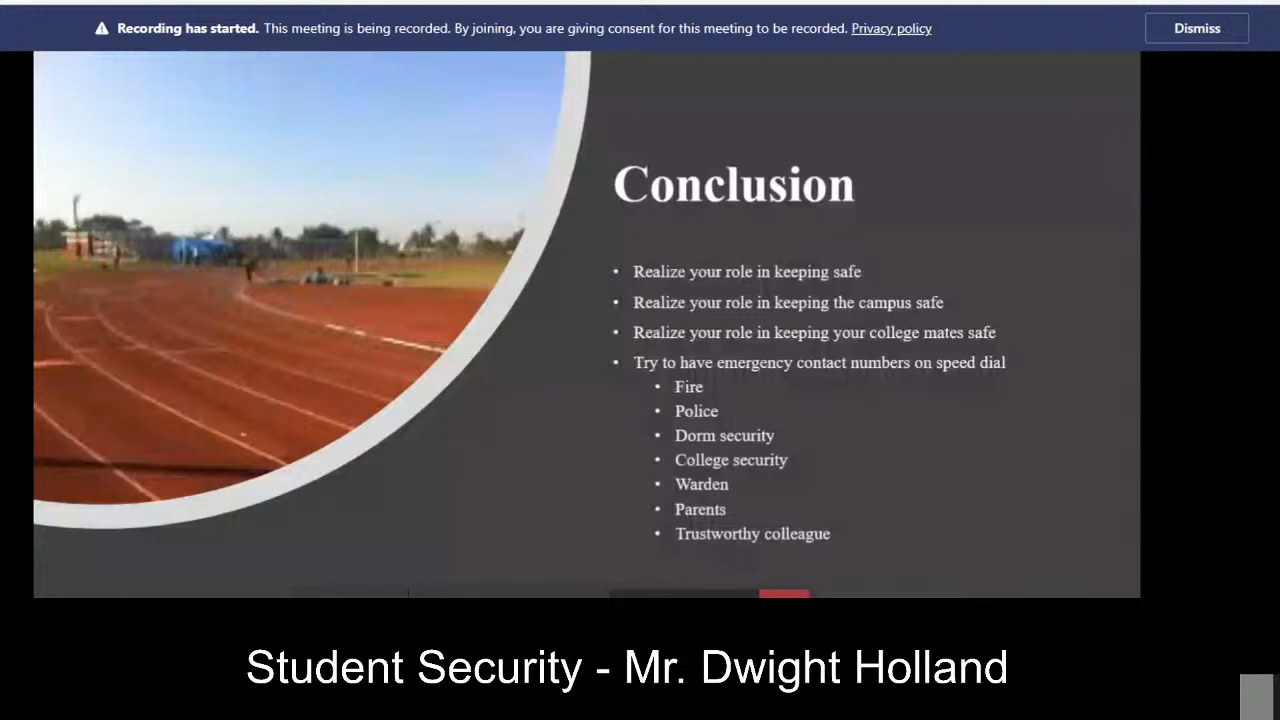 Recording has started. This meeting is being recorded. By joining, you are giving consent for this meeting to be recorded. Privacy policy
Dismiss
Conclusion
• Realize your role in keeping safe
• Realize your role in keeping the campus safe
• Realize your role in keeping your college mates safe
• Try to have emergency contact numbers on speed dial
• Fire
• Police
• Dorm security
• College security
• Warden
• Parents
• Trustworthy colleague
Student Security - Mr. Dwight Holland